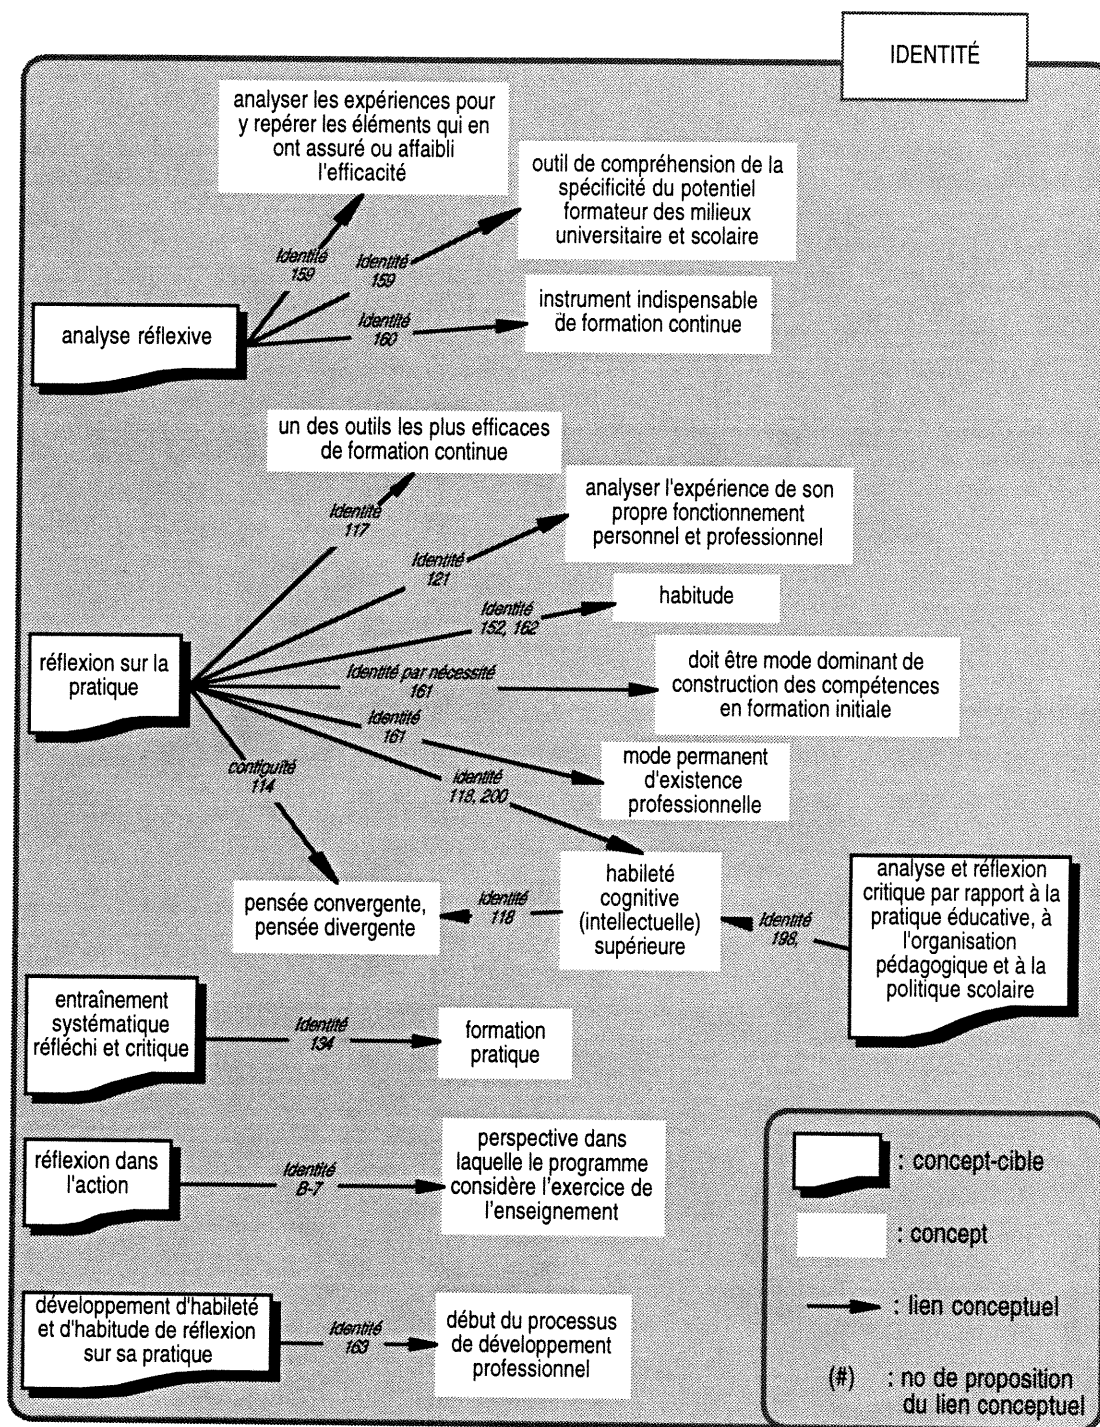 IDENTITÉ
analyser les expériences pour
y repérer les éléments qui en
ont assuré ou affaibli
l'efficacité
outil de compréhension de la
spécificité du potentiel
formateur des milieux
universitaire et scolaire
Identité
159
Identité
159
instrument indispensable
de formation continue
Identité
160
analyse réflexive
un des outils les plus efficaces
de formation continue
analyser l'expérience de son
propre fonctionnement
personnel et professionnel
Identité
117
Identité
121
habitude
Identité
152, 162
réflexion sur la
pratique
doit être mode dominant de
construction des compétences
en formation initiale
Identité par nécessité
161
Identité
161
mode permanent
d'existence
professionnelle
contiguïté
114
Identité
118, 200
pensée convergente,
pensée divergente
Identité
118
habileté
cognitive
(intellectuelle)
supérieure
Identité
198,
analyse et réflexion
critique par rapport à la
pratique éducative, à
l'organisation
pédagogique et à la
politique scolaire
entraînement
systématique
réfléchi et critique
Identité
134
formation
pratique
réflexion dans
l'action
Identité
B-7
perspective dans
laquelle le programme
considère l'exercice de
l'enseignement
développement d'habileté
et d'habitude de réflexion
sur sa pratique
Identité
163
début du processus
de développement
professionnel
: concept-cible
: concept
: lien conceptuel
(#) : no de proposition
du lien conceptuel